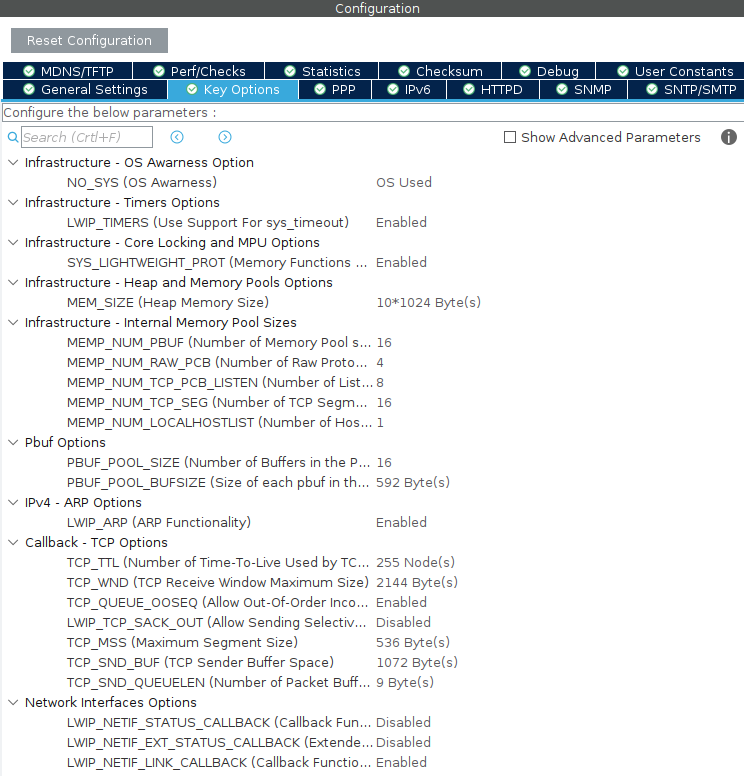 Configuration
Reset Configuration
MDNS/TFTP Perf/Checks Statistics Checksum Debug User Constants
General Settings Key Options PPP IPv6 HTTPD SNMP SNTP/SMTP
Configure the below parameters :
Search (Crtl+F) Show Advanced Parameters
Infrastructure - OS Awarness Option
NO_SYS (OS Awarness) OS Used
Infrastructure - Timers Options
LWIP_TIMERS (Use Support For sys_timeout) Enabled
Infrastructure - Core Locking and MPU Options
SYS_LIGHTWEIGHT_PROT (Memory Functions ... Enabled
Infrastructure - Heap and Memory Pools Options
MEM_SIZE (Heap Memory Size) 10*1024 Byte(s)
Infrastructure - Internal Memory Pool Sizes
MEMP_NUM_PBUF (Number of Memory Pool s... 16
MEMP_NUM_RAW_PCB (Number of Raw Proto... 4
MEMP_NUM_TCP_PCB_LISTEN (Number of List... 8
MEMP_NUM_TCP_SEG (Number of TCP Segm... 16
MEMP_NUM_LOCALHOSTLIST (Number of Hos... 1
Pbuf Options
PBUF_POOL_SIZE (Number of Buffers in the P... 16
PBUF_POOL_BUFSIZE (Size of each pbuf in th... 592 Byte(s)
IPv4 - ARP Options
LWIP_ARP (ARP Functionality) Enabled
Callback - TCP Options
TCP_TTL (Number of Time-To-Live Used by TC... 255 Node(s)
TCP_WND (TCP Receive Window Maximum Size) 2144 Byte(s)
TCP_QUEUE_OOSEQ (Allow Out-Of-Order Inco... Enabled
LWIP_TCP_SACK_OUT (Allow Sending Selectiv... Disabled
TCP_MSS (Maximum Segment Size) 536 Byte(s)
TCP_SND_BUF (TCP Sender Buffer Space) 1072 Byte(s)
TCP_SND_QUEUELEN (Number of Packet Buff... 9 Byte(s)
Network Interfaces Options
LWIP_NETIF_STATUS_CALLBACK (Callback Fun... Disabled
LWIP_NETIF_EXT_STATUS_CALLBACK (Extende... Disabled
LWIP_NETIF_LINK_CALLBACK (Callback Functio... Enabled